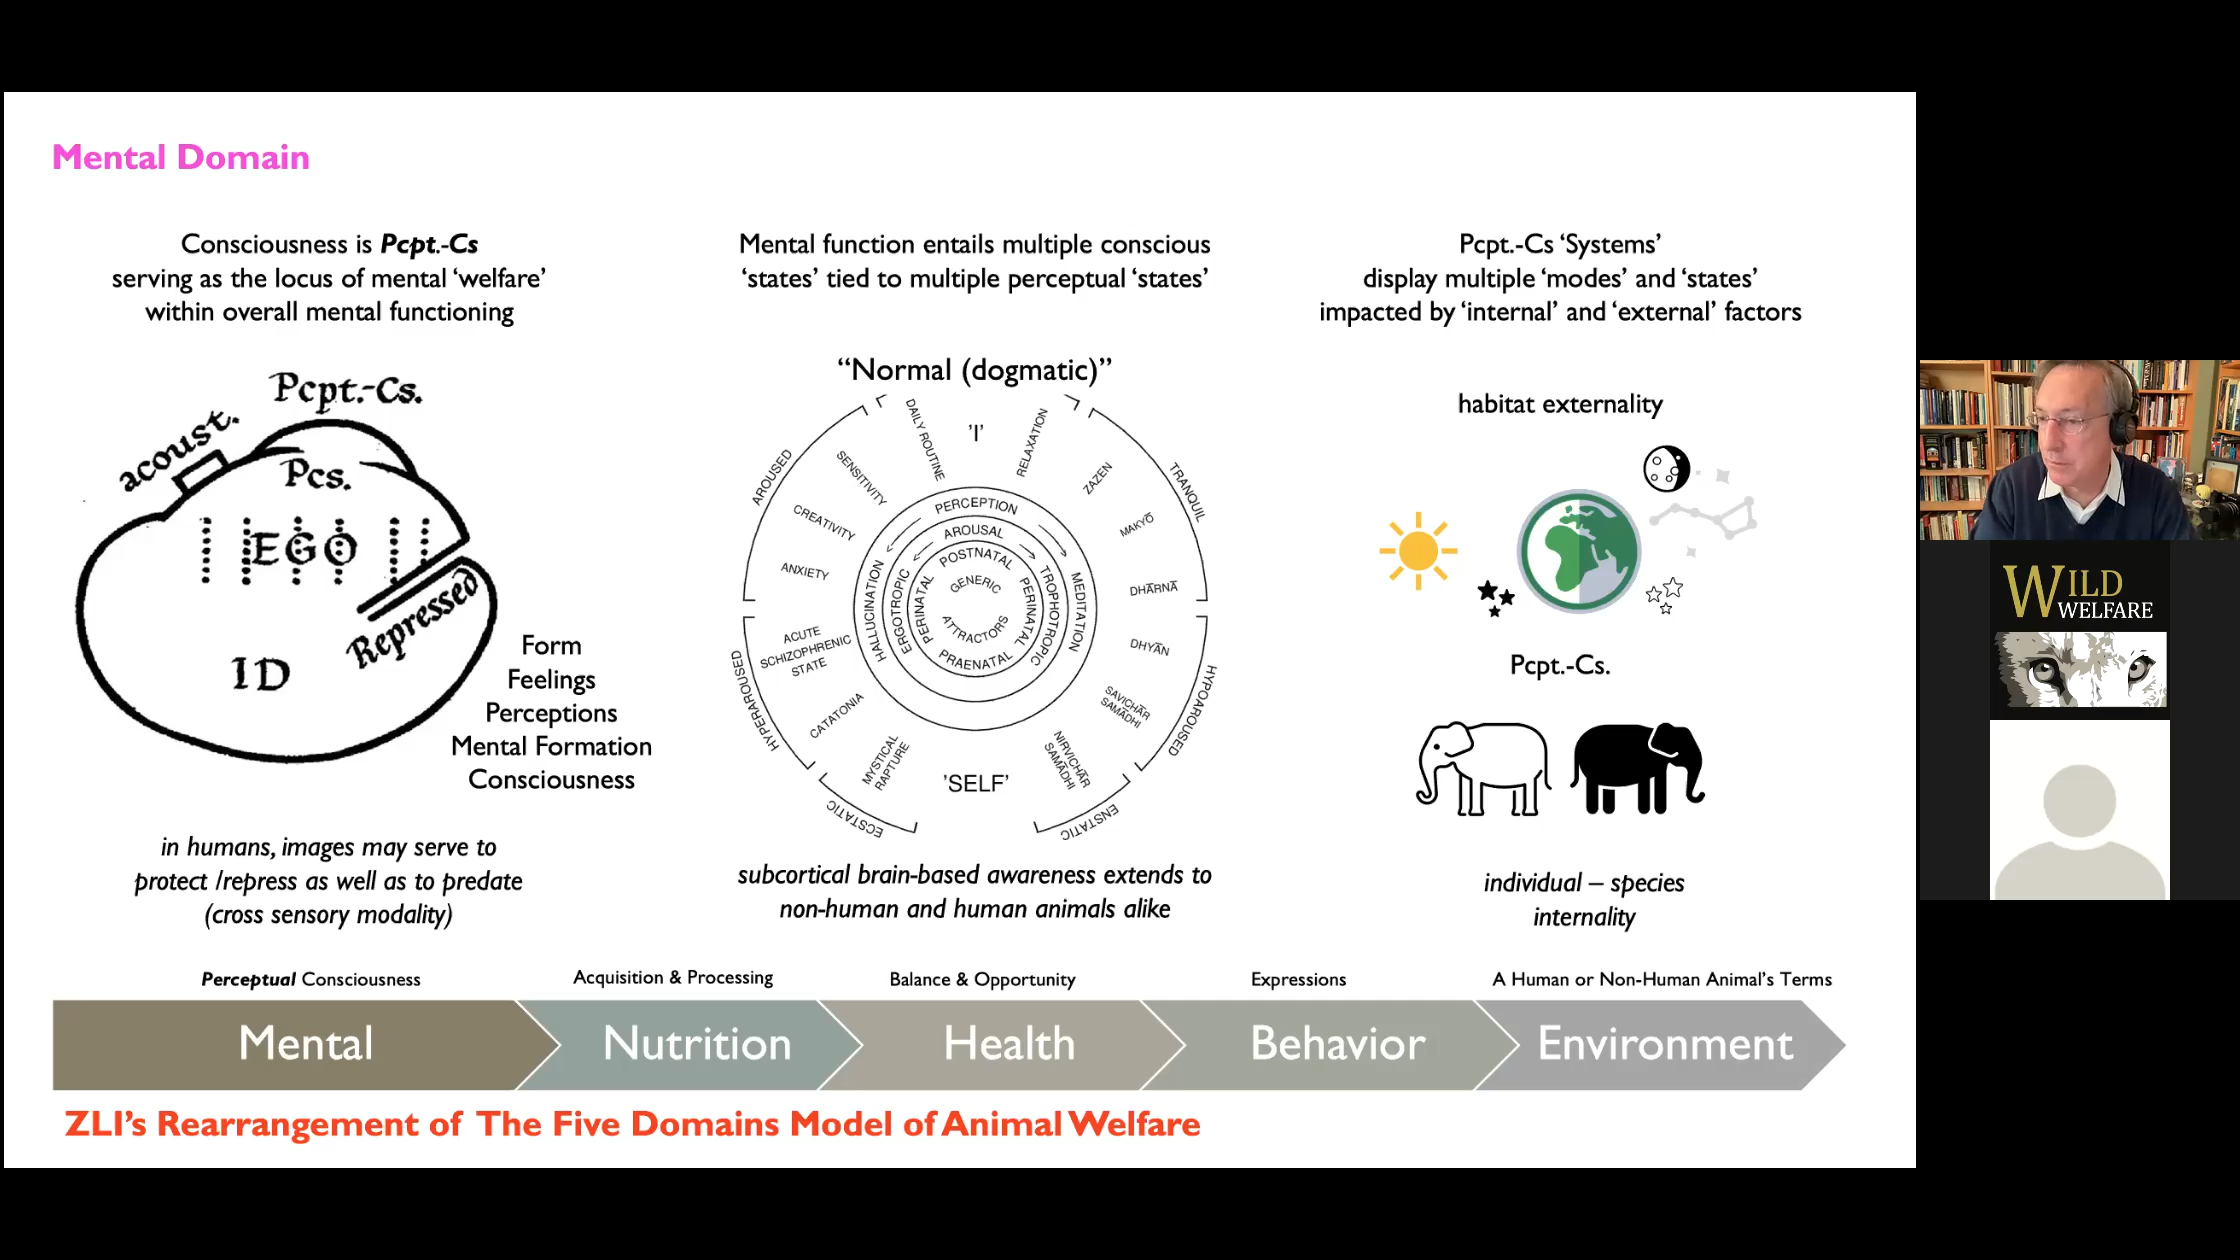 Mental Domain
Consciousness is Pcpt.-Cs
serving as the locus of mental ‘welfare’
within overall mental functioning
Pcpt.-Cs.
acoust.
Pcs.
EGO
Repressed
ID
Form
Feelings
Perceptions
Mental Formation
Consciousness
in humans, images may serve to
protect /repress as well as to predate
(cross sensory modality)
Mental function entails multiple conscious
‘states’ tied to multiple perceptual ‘states’
“Normal (dogmatic)”
'I'
DAILY ROUTINE
RELAXATION
SENSITIVITY
ZAZEN
AROUSED
TRANQUIL
CREATIVITY
MAKYŌ
ANXIETY
DHĀRNĀ
PERCEPTION
AROUSAL
POSTNATAL
GENERIC
ATTRACTORS
PRAENATAL
PERINATAL
PERINATAL
ERGOTROPIC
TROPHOTROPIC
HALLUCINATION
MEDITATION
ACUTE
SCHIZOPHRENIC
STATE
DHYĀN
HYPERAROUSED
HYPOAROUSED
CATATONIA
SAVICHĀR
SAMĀDHI
MYSTICAL
RAPTURE
NIRVICHĀR
SAMĀDHI
'SELF'
ECSTATIC
ENSTATIC
subcortical brain-based awareness extends to
non-human and human animals alike
Pcpt.-Cs ‘Systems’
display multiple ‘modes’ and ‘states’
impacted by ‘internal’ and ‘external’ factors
habitat externality
Pcpt.-Cs.
individual – species
internality
Perceptual Consciousness
Acquisition & Processing
Balance & Opportunity
Expressions
A Human or Non-Human Animal’s Terms
Mental
Nutrition
Health
Behavior
Environment
ZLI’s Rearrangement of The Five Domains Model of Animal Welfare
WILD
WELFARE